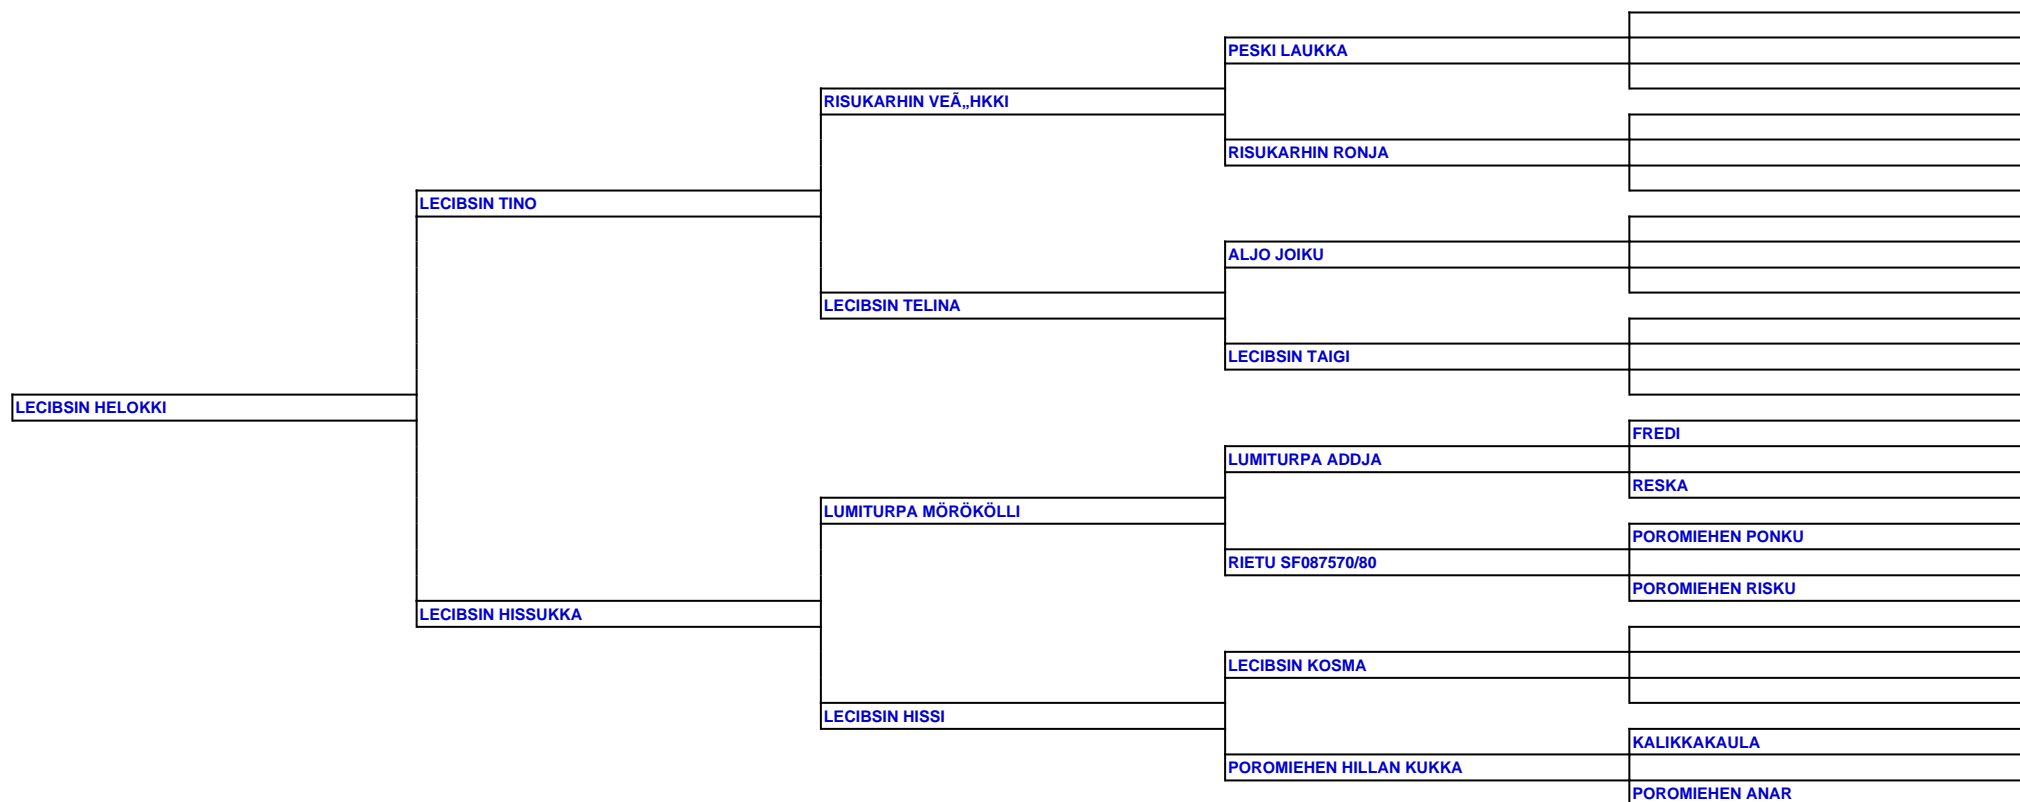 PESKI LAUKKA
RISUKARHIN VEÃ„HKKI
RISUKARHIN RONJA
LECIBSIN TINO
ALJO JOIKU
LECIBSIN TELINA
LECIBSIN TAIGI
LECIBSIN HELOKKI
FREDI
LUMITURPA ADDJA
RESKA
LUMITURPA MÖRÖKÖLLI
POROMIEHEN PONKU
RIETU SF087570/80
POROMIEHEN RISKU
LECIBSIN HISSUKKA
LECIBSIN KOSMA
LECIBSIN HISSI
KALIKKAKAULA
POROMIEHEN HILLAN KUKKA
POROMIEHEN ANAR